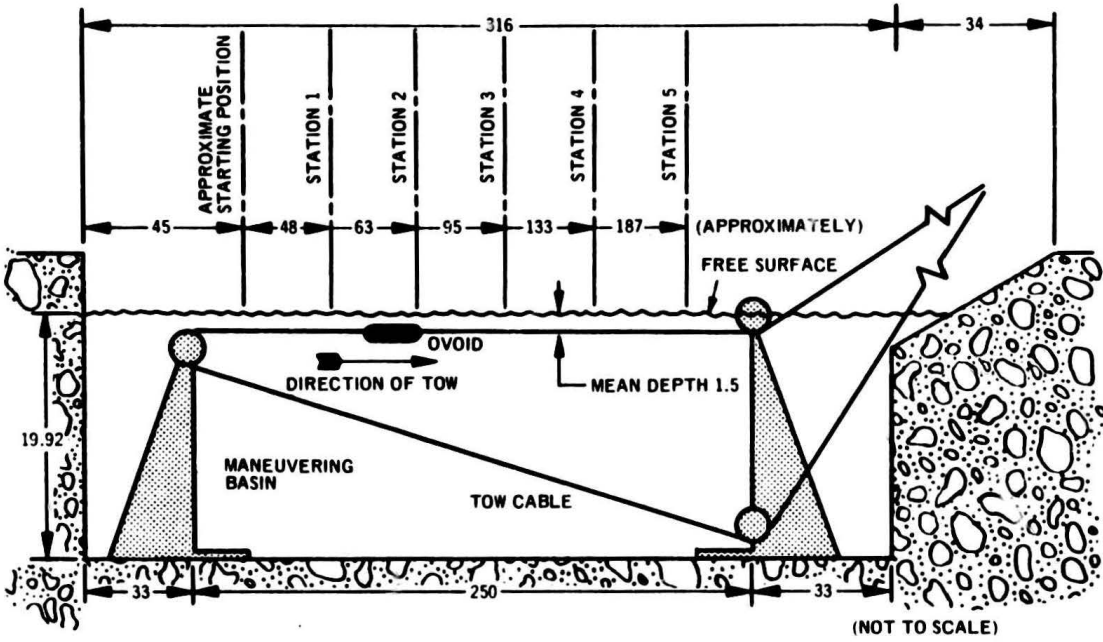 316
34
APPROXIMATE
STARTING POSITION
STATION 1
STATION 2
STATION 3
STATION 4
STATION 5
45
48
63
95
133
187
(APPROXIMATELY)
FREE SURFACE
OVOID
DIRECTION OF TOW
MEAN DEPTH 1.5
19.92
MANEUVERING
BASIN
TOW CABLE
33
250
33
(NOT TO SCALE)